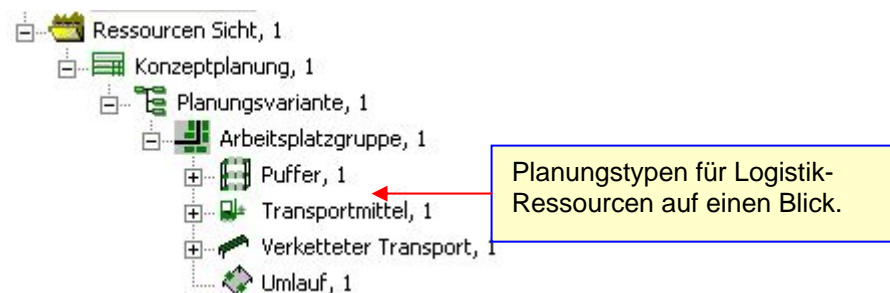 Ressourcen Sicht, 1
Konzeptplanung, 1
Planungsvariante, 1
Arbeitsplatzgruppe, 1
Puffer, 1
Transportmittel, 1
Verketteter Transport, 1
Umlauf, 1
Planungstypen für Logistik-
Ressourcen auf einen Blick.